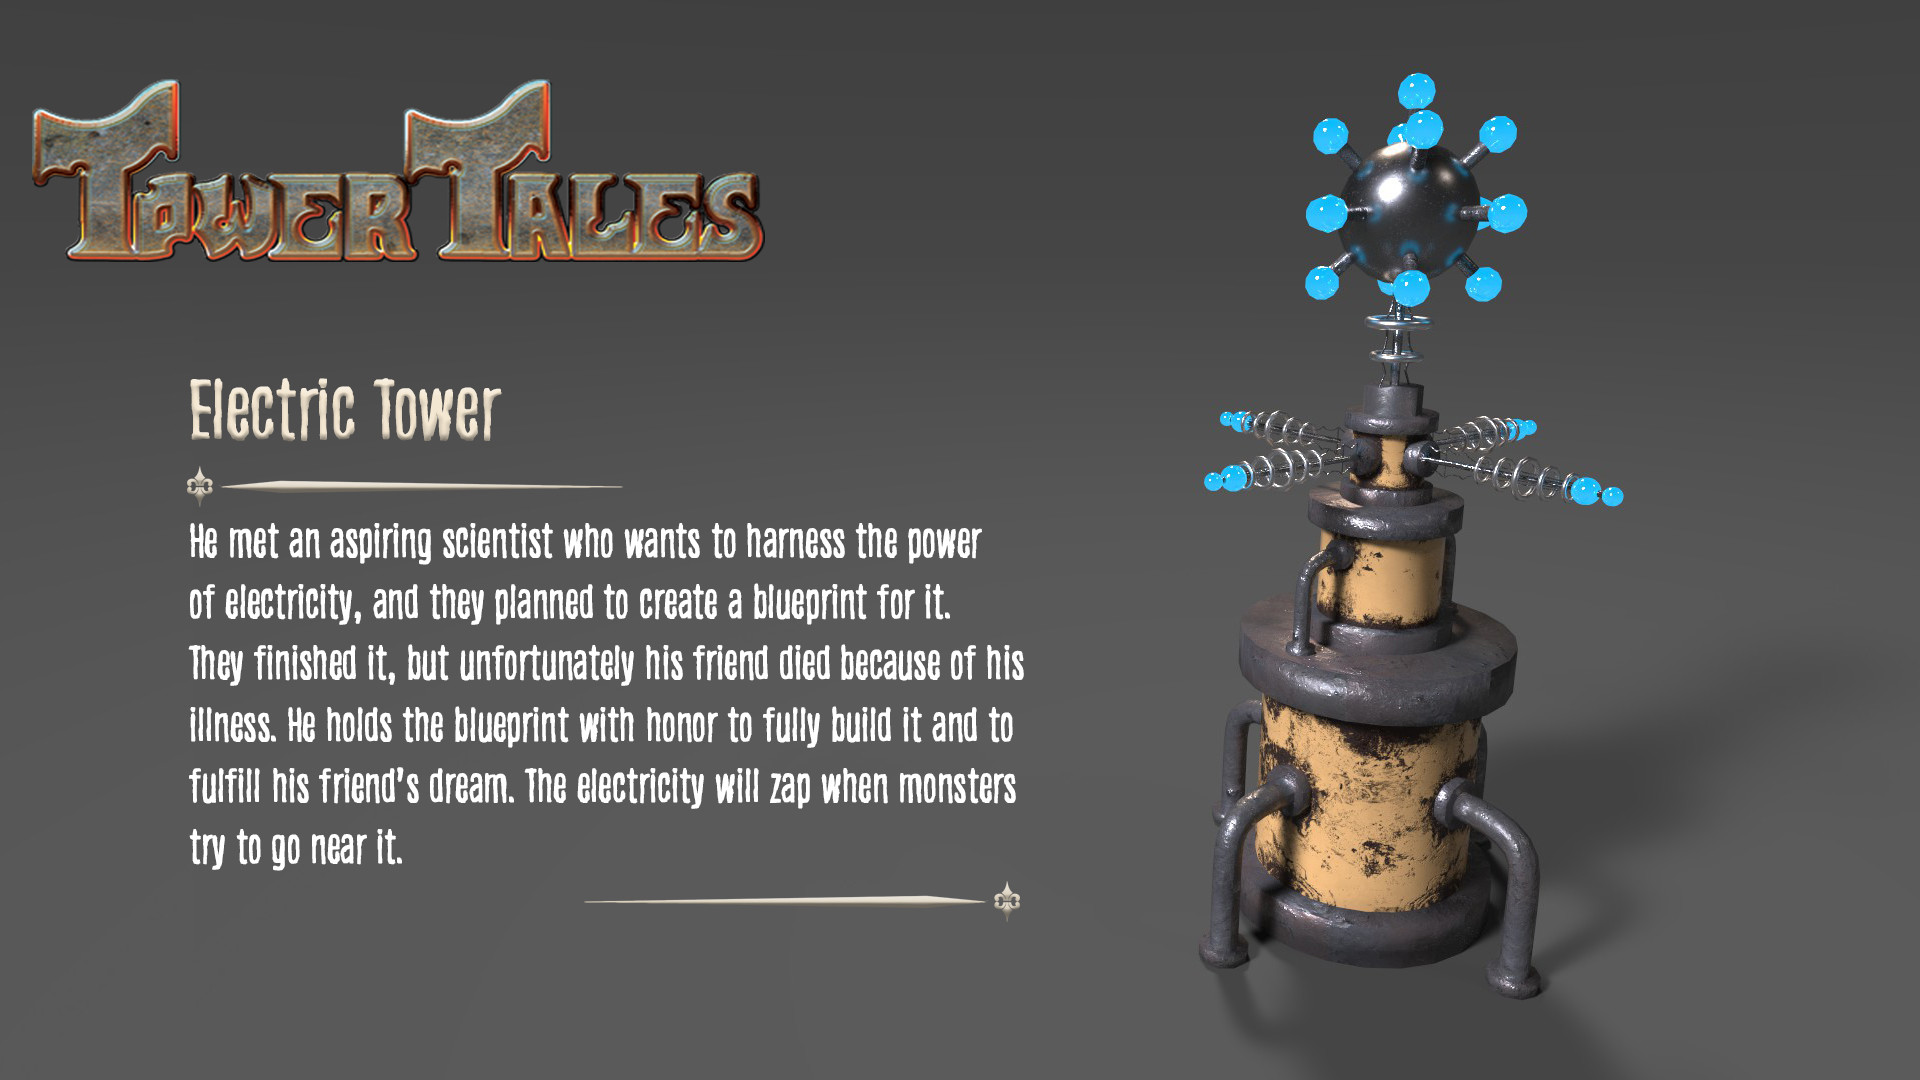 Tower Tales
Electric Tower
He met an aspiring scientist who wants to harness the power
of electricity, and they planned to create a blueprint for it.
They finished it, but unfortunately his friend died because of his
illness. He holds the blueprint with honor to fully build it and to
fulfill his friend's dream. The electricity will zap when monsters
try to go near it.